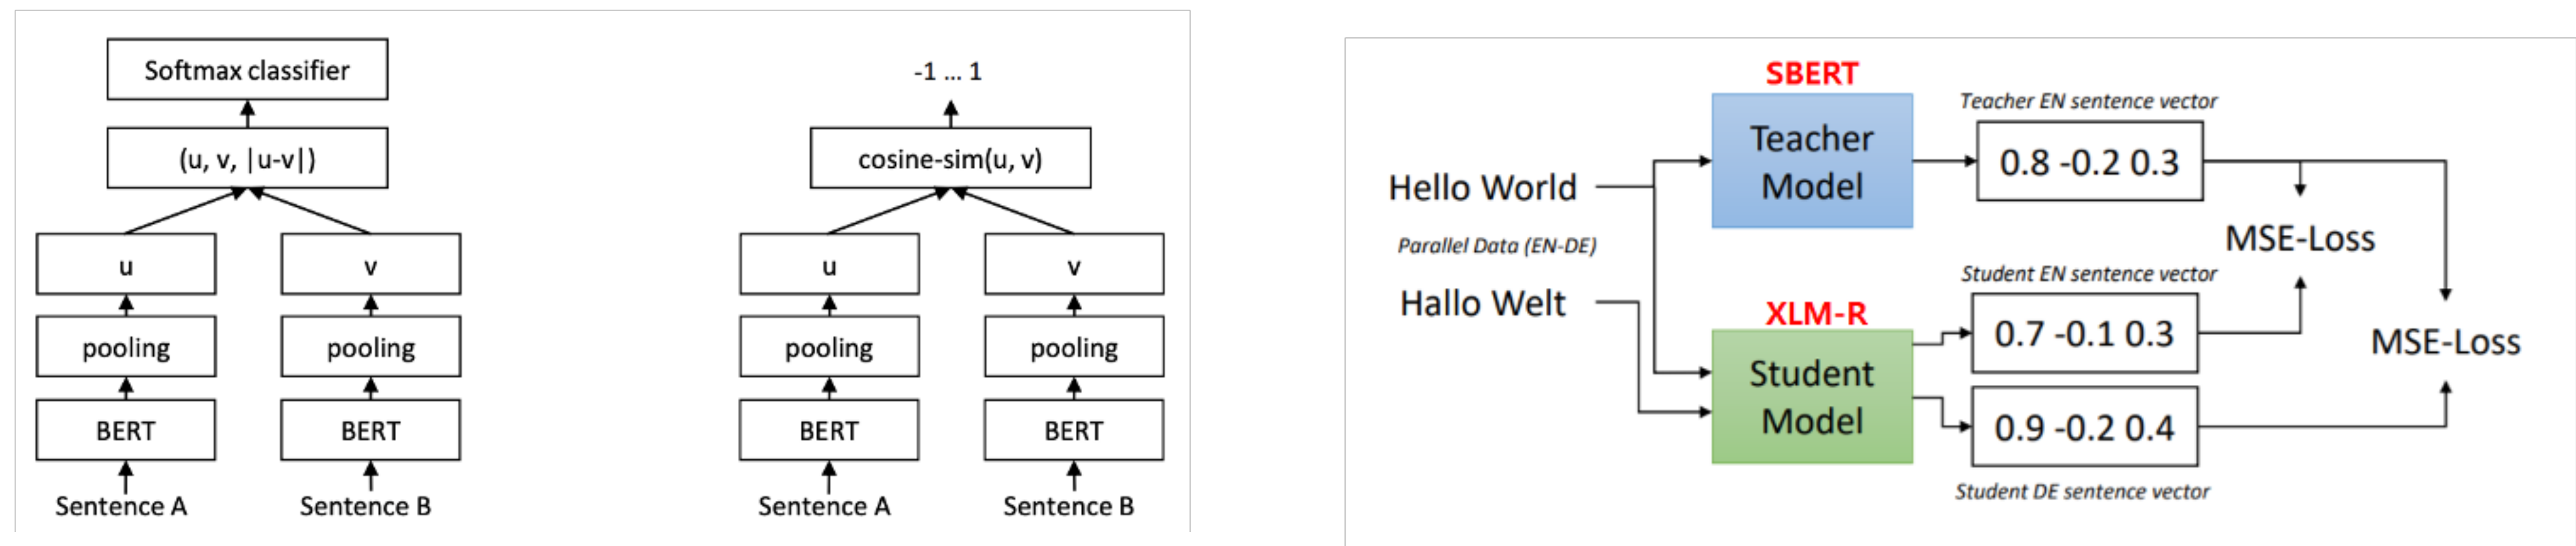 Softmax classifier
(u, v, |u-v|)
u
v
pooling
pooling
BERT
BERT
Sentence A
Sentence B
-1 ... 1
cosine-sim(u, v)
u
v
pooling
pooling
BERT
BERT
Sentence A
Sentence B
Hello World
Parallel Data (EN-DE)
Hallo Welt
SBERT
Teacher
Model
XLM-R
Student
Model
Teacher EN sentence vector
0.8 -0.2 0.3
MSE-Loss
Student EN sentence vector
0.7 -0.1 0.3
MSE-Loss
0.9 -0.2 0.4
Student DE sentence vector